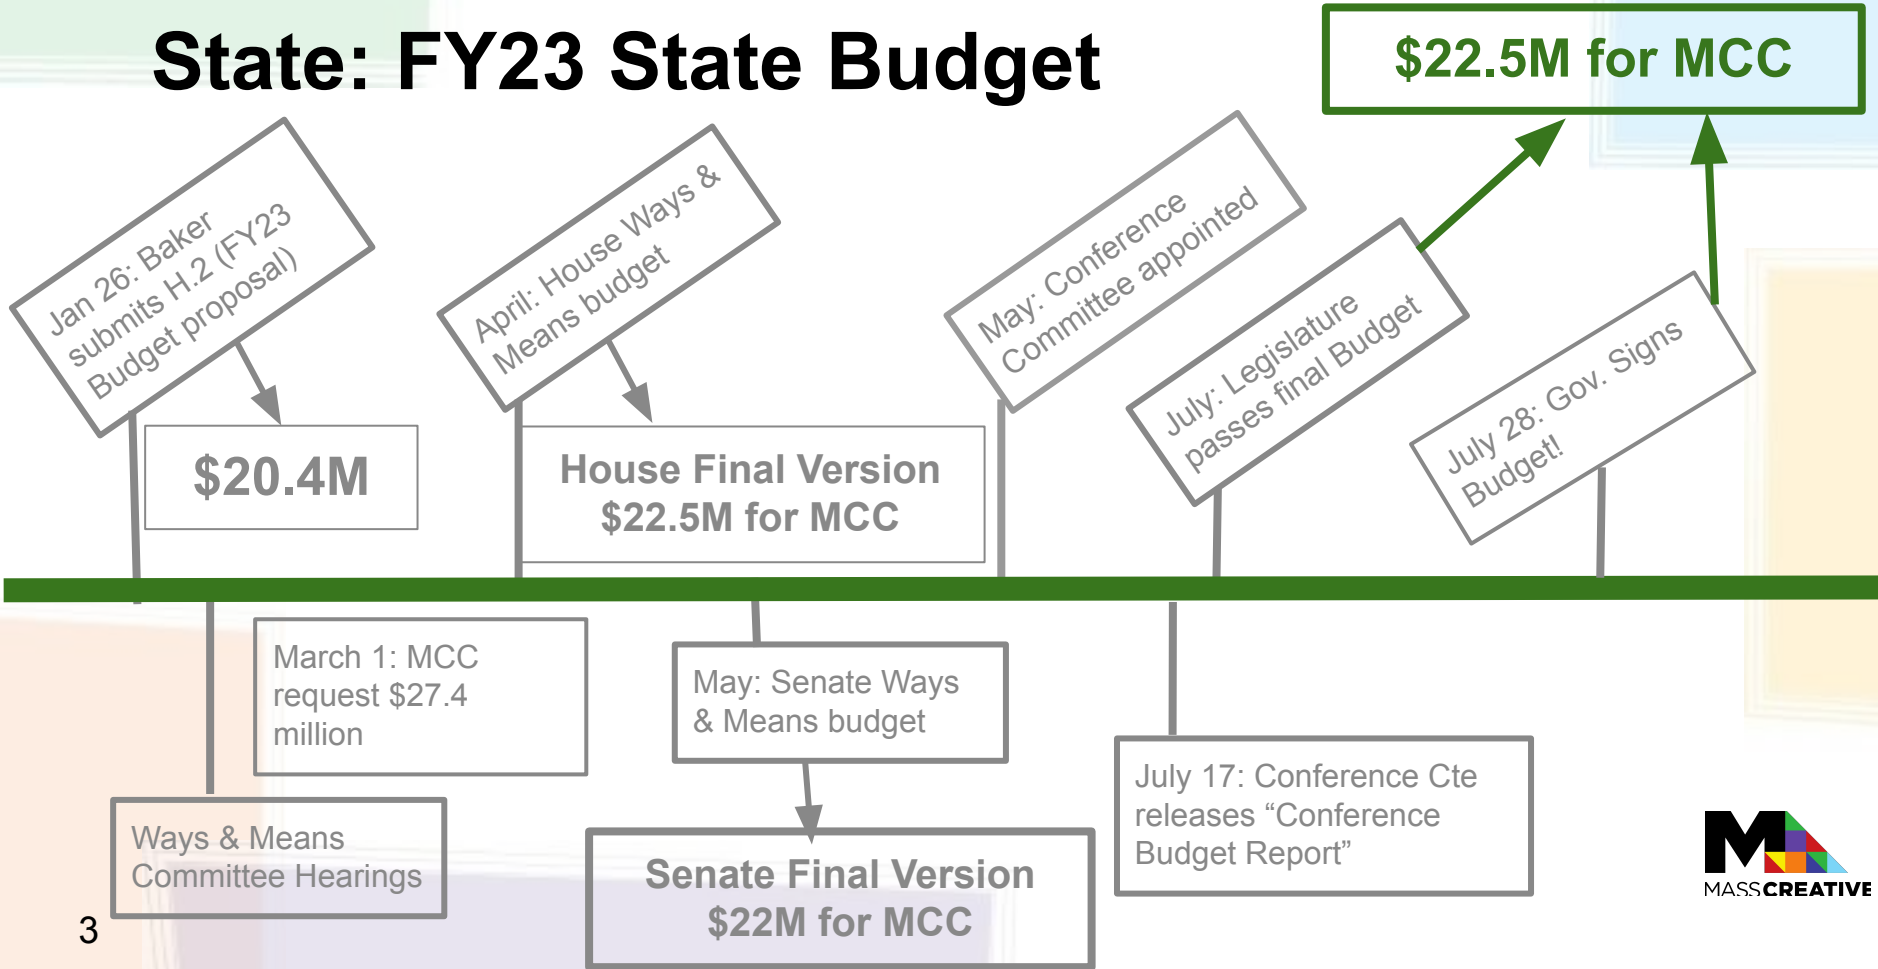 State: FY23 State Budget
$22.5M for MCC
Jan 26: Baker
submits H.2 (FY23
Budget proposal)
$20.4M
April: House Ways &
Means budget
House Final Version
$22.5M for MCC
May: Conference
Committee appointed
July: Legislature
passes final Budget
July 28: Gov. Signs
Budget!
March 1: MCC
request $27.4
million
Ways & Means
Committee Hearings
May: Senate Ways
& Means budget
Senate Final Version
$22M for MCC
July 17: Conference Cte
releases “Conference
Budget Report”
M
MASSCREATIVE
3